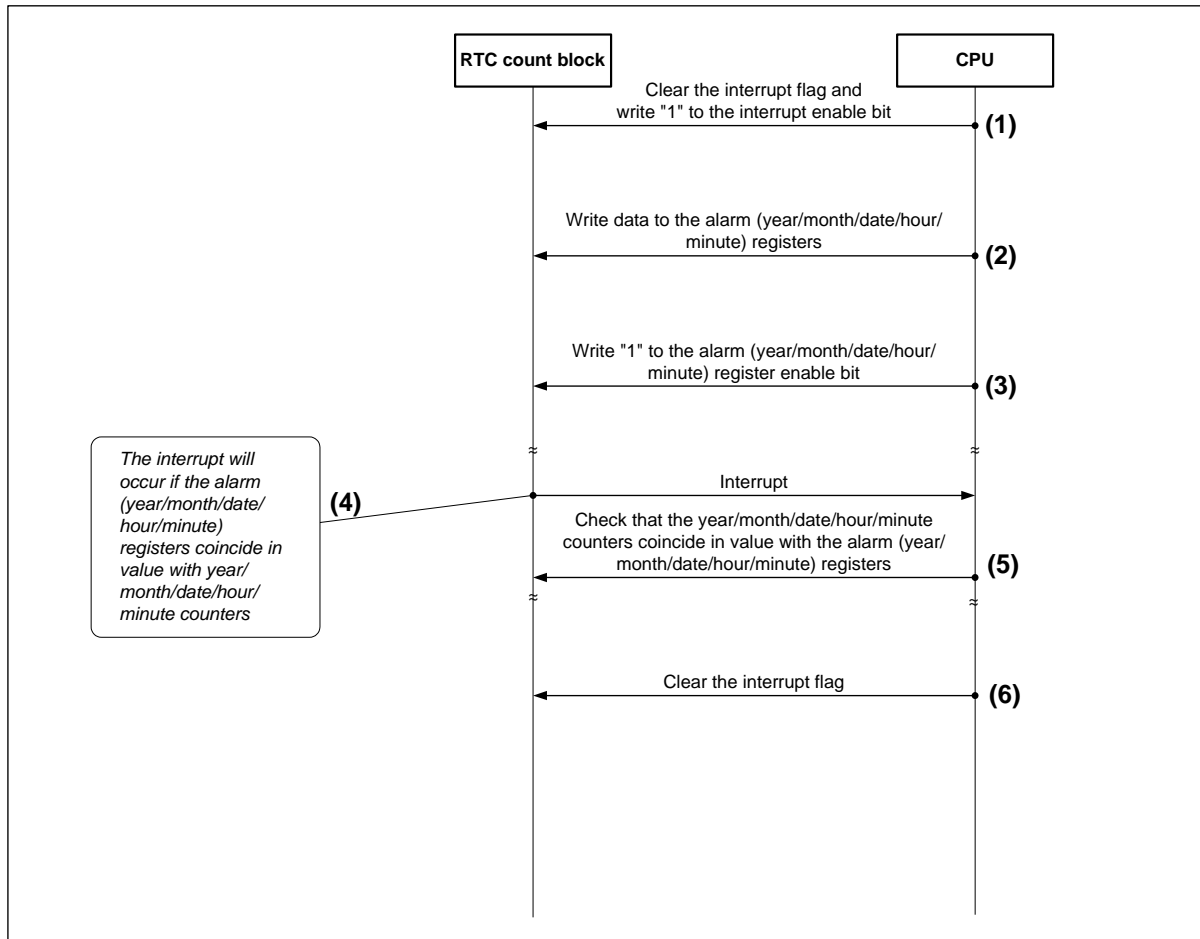 RTC count block
CPU
Clear the interrupt flag and
write "1" to the interrupt enable bit
(1)
Write data to the alarm (year/month/date/hour/
minute) registers
(2)
Write "1" to the alarm (year/month/date/hour/
minute) register enable bit
(3)
The interrupt will
occur if the alarm
(year/month/date/
hour/minute)
registers coincide in
value with year/
month/date/hour/
minute counters
(4)
Interrupt
Check that the year/month/date/hour/minute
counters coincide in value with the alarm (year/
month/date/hour/minute) registers
(5)
Clear the interrupt flag
(6)